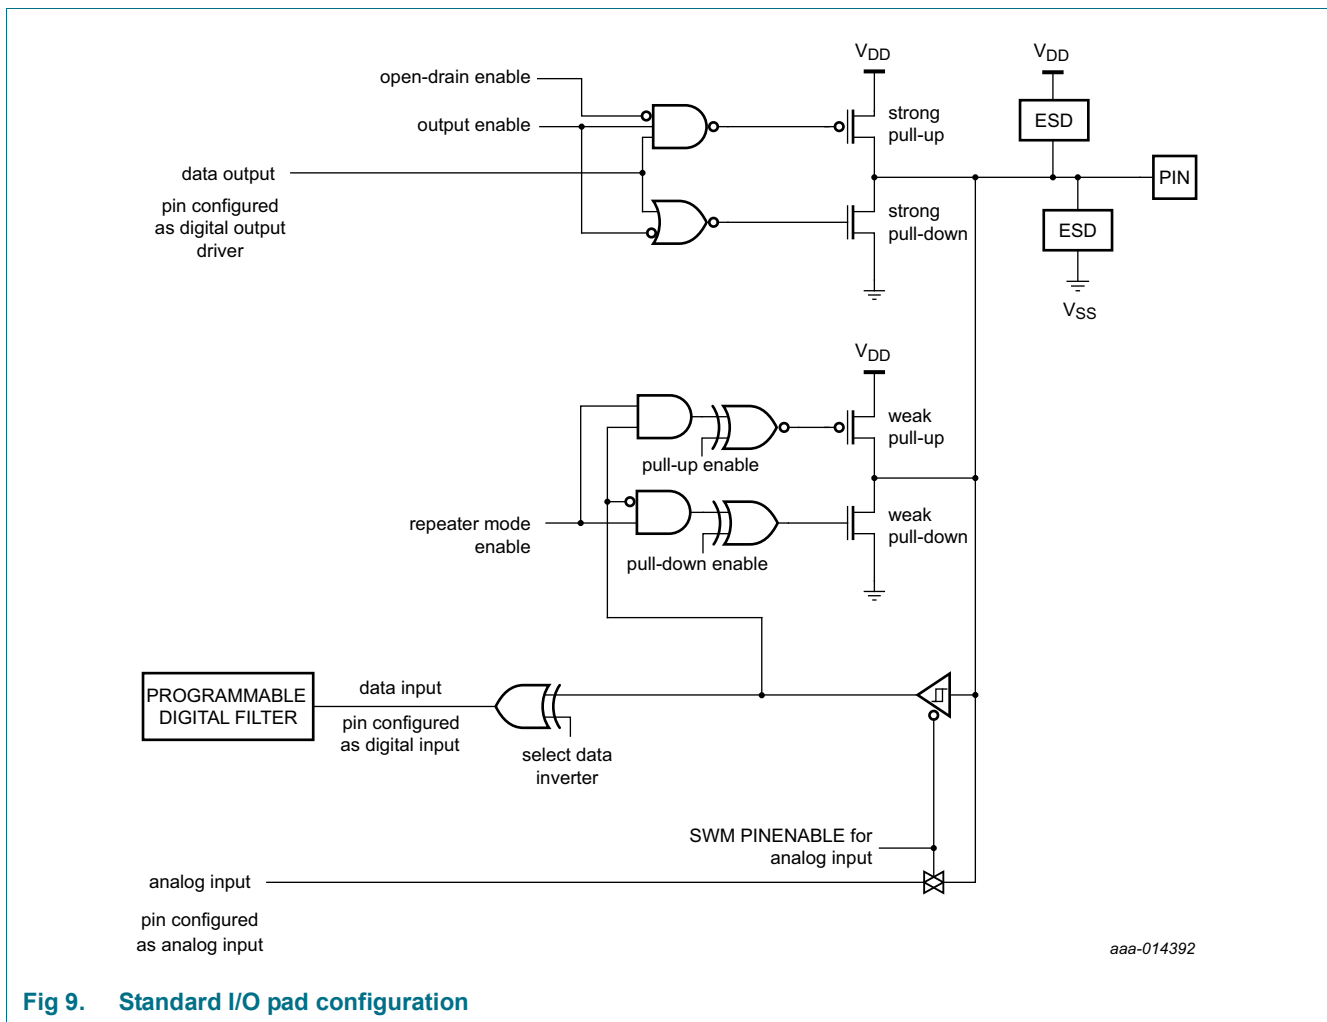 VDD
VDD
open-drain enable
strong
pull-up
ESD
output enable
data output
PIN
pin configured
as digital output
driver
strong
pull-down
ESD
VSS
VDD
weak
pull-up
pull-up enable
repeater mode
enable
weak
pull-down
pull-down enable
PROGRAMMABLE
DIGITAL FILTER
data input
pin configured
as digital input
select data
inverter
SWM PINENABLE for
analog input
analog input
pin configured
as analog input
aaa-014392
Fig 9. Standard I/O pad configuration